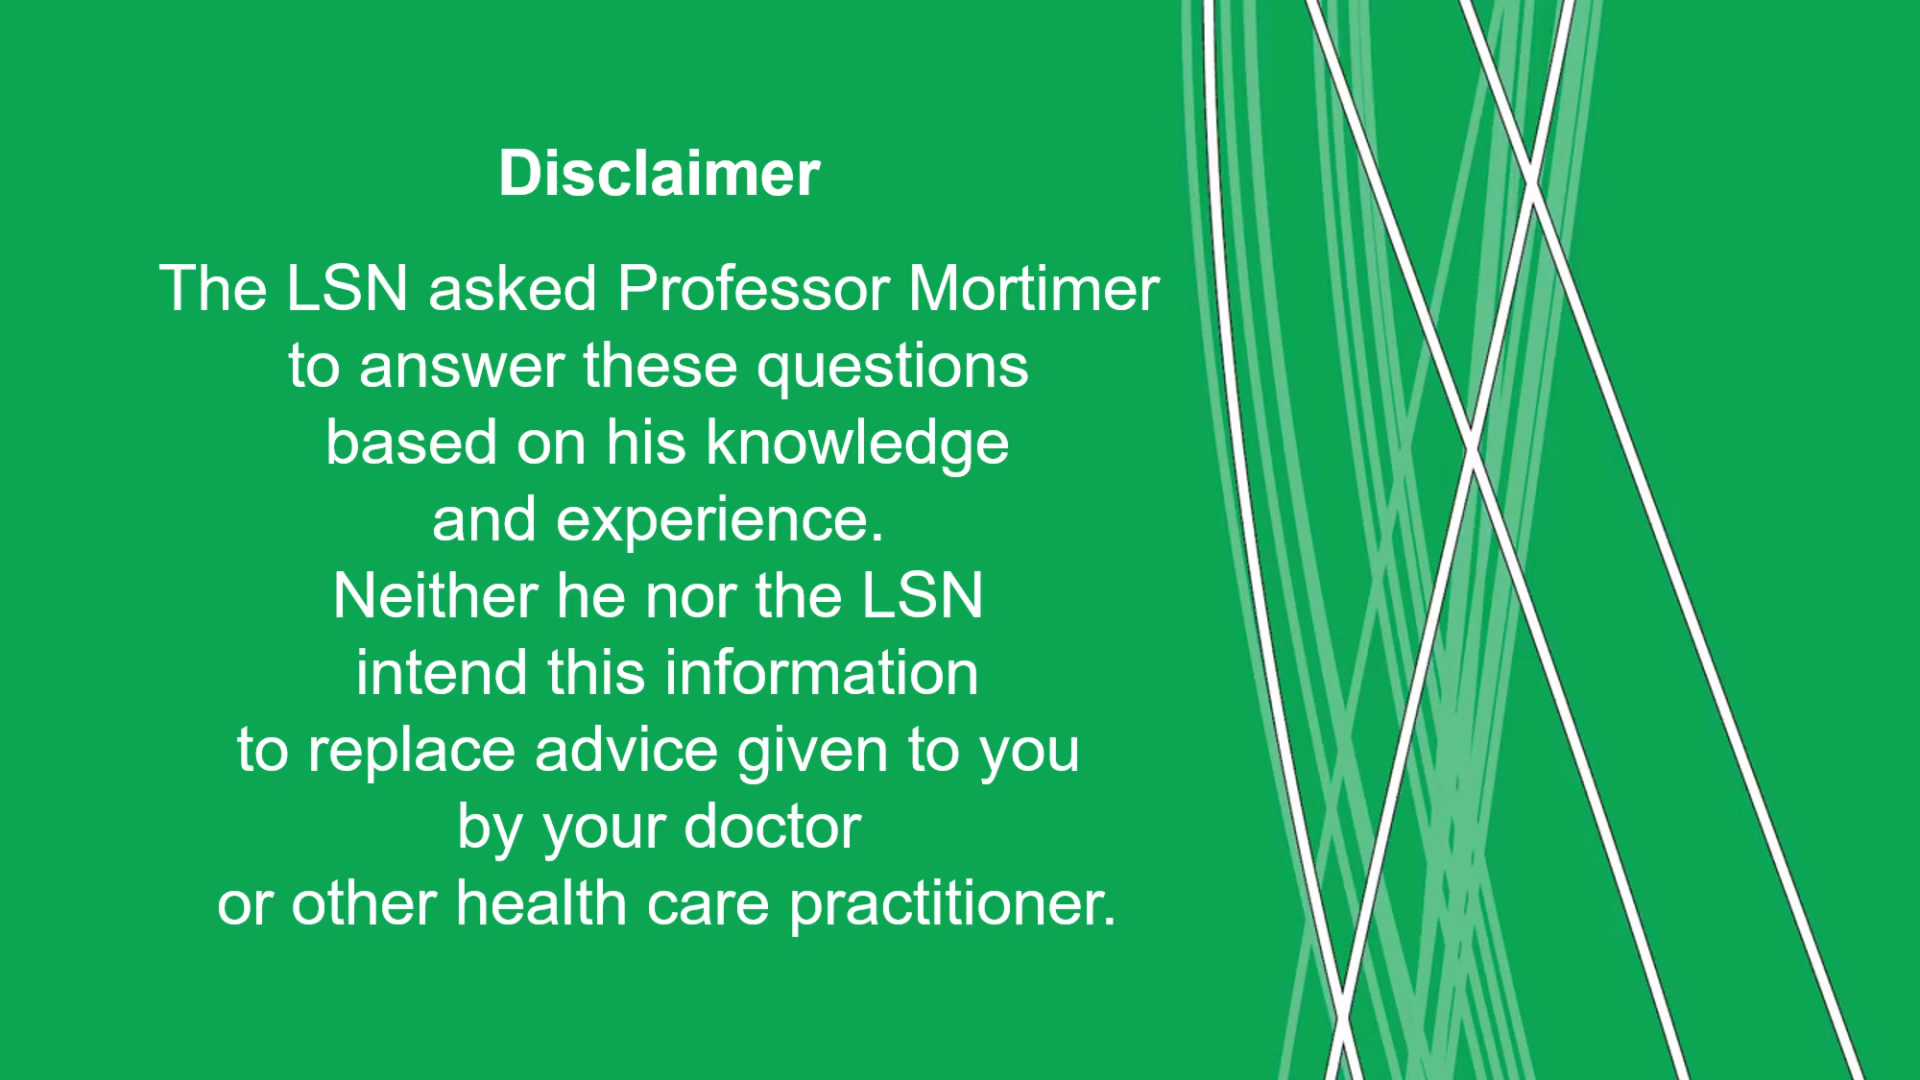 Disclaimer
The LSN asked Professor Mortimer
to answer these questions
based on his knowledge
and experience.
Neither he nor the LSN
intend this information
to replace advice given to you
by your doctor
or other health care practitioner.